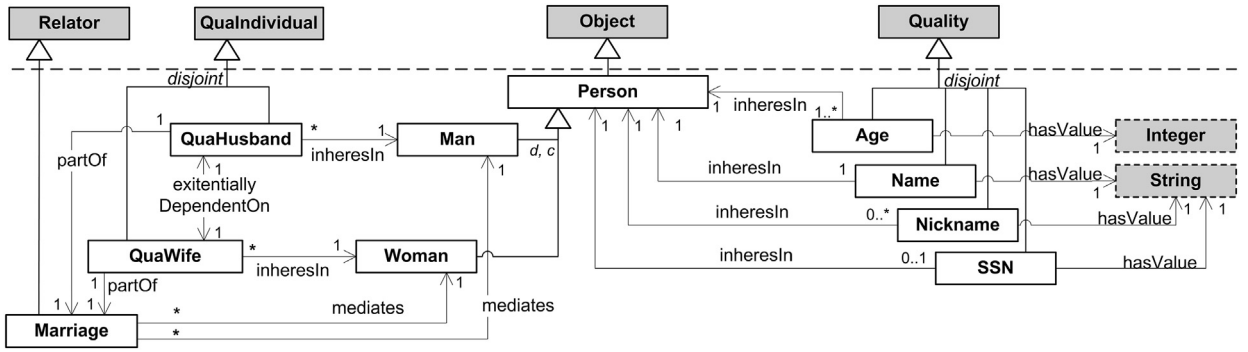 Relator
QuaIndividual
Object
Quality
disjoint
disjoint
Person
inheresIn
1
1..*
1
1
1
Age
hasValue
1
Integer
1
QuaHusband
*
inheresIn
1
Man
d, c
partOf
1
exitentially
DependentOn
1
1
inheresIn
1
Name
hasValue
1
String
inheresIn
0..*
Nickname
hasValue
1
1
QuaWife
*
inheresIn
1
Woman
inheresIn
0..1
SSN
hasValue
1
partOf
1
1
1
*
mediates
mediates
Marriage
*